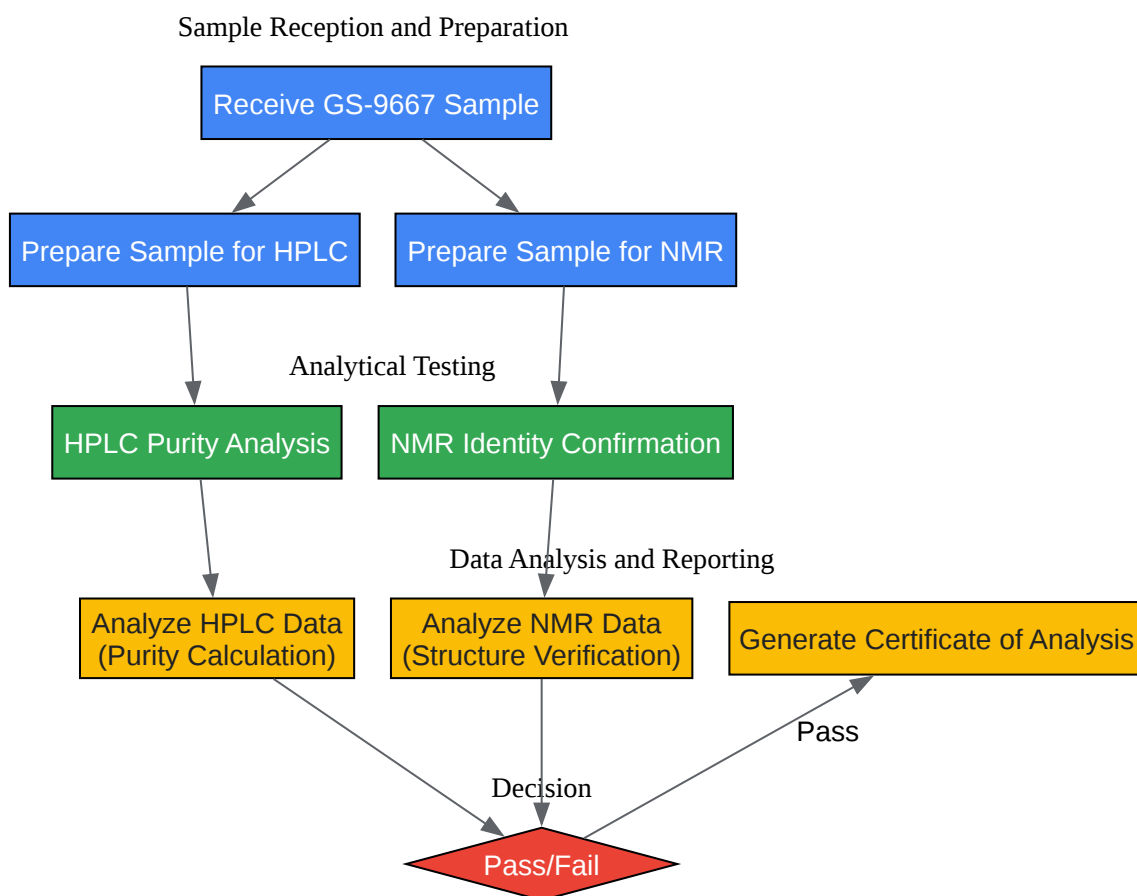 Sample Reception and Preparation
Receive GS-9667 Sample
Prepare Sample for HPLC
Prepare Sample for NMR
Analytical Testing
HPLC Purity Analysis
NMR Identity Confirmation
Data Analysis and Reporting
Analyze HPLC Data
(Purity Calculation)
Analyze NMR Data
(Structure Verification)
Generate Certificate of Analysis
Pass
Decision
Pass/Fail